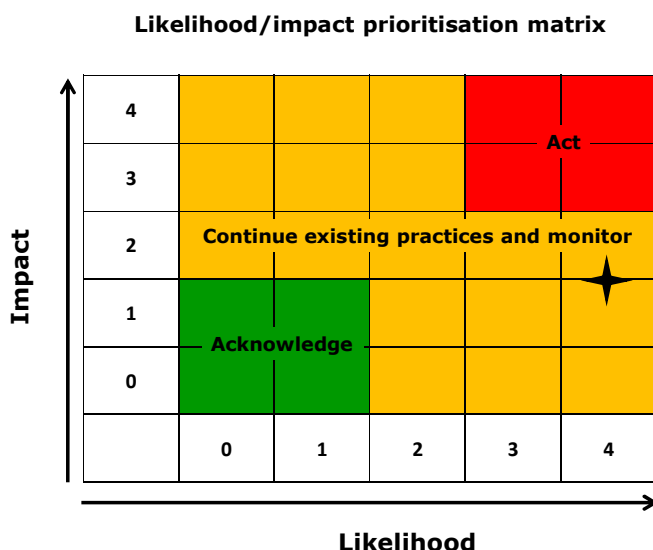 Likelihood/impact prioritisation matrix
4
Act
3
Impact
2
Continue existing practices and monitor
1
Acknowledge
0
0 1 2 3 4
Likelihood